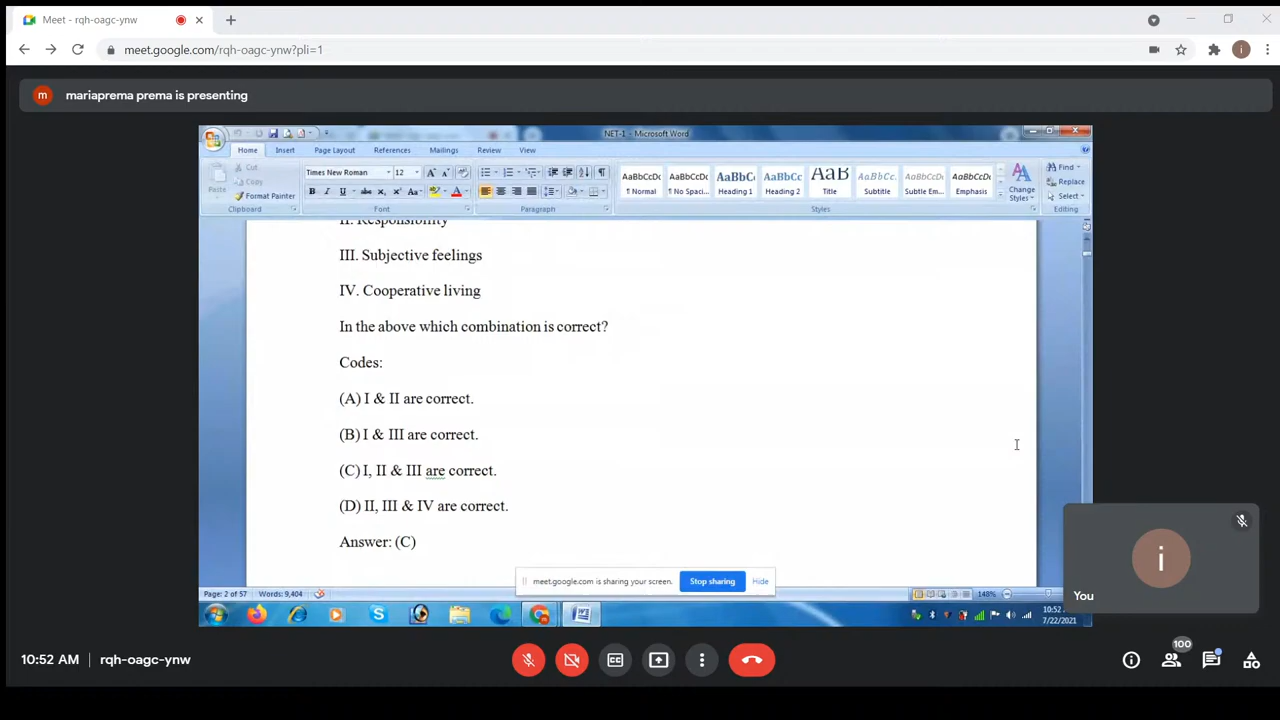 Meet - rqh-oagc-ynw
meet.google.com/rqh-oagc-ynw?pli=1
i
m
mariaprema prema is presenting
NET-1 - Microsoft Word
Home Insert Page Layout References Mailings Review View
Paste
Cut
Copy
Format Painter
Clipboard
Times New Roman 12
Font
Paragraph
AaBbCcDc AaBbCcDc AaBbC AaBbCc AaB AaBbCc. AaBbCcDc AaBbCcDc
¶ Normal ¶ No Spaci... Heading 1 Heading 2 Title Subtitle Subtle Em... Emphasis
Change
Styles
Styles
Find
Replace
Select
Editing
II. Responsibility
III. Subjective feelings
IV. Cooperative living
In the above which combination is correct?
Codes:
(A) I & II are correct.
(B) I & III are correct.
(C) I, II & III are correct.
(D) II, III & IV are correct.
Answer: (C)
meet.google.com is sharing your screen. Stop sharing Hide
Page: 2 of 57 Words: 9,404 148%
10:52
7/22/2021
i
You
10:52 AM rqh-oagc-ynw
100